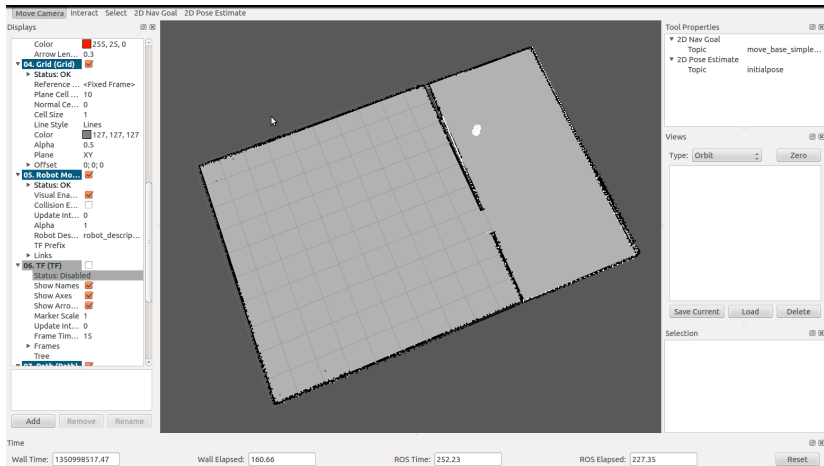 Move Camera Interact Select 2D Nav Goal 2D Pose Estimate
Displays
Color 255, 25, 0
Arrow Len... 0.3
04. Grid (Grid)
Status: OK
Reference ... <Fixed Frame>
Plane Cell ... 10
Normal Ce... 0
Cell Size 1
Line Style Lines
Color 127, 127, 127
Alpha 0.5
Plane XY
Offset 0; 0; 0
05. Robot Mo...
Status: OK
Visual Ena...
Collision E...
Update Int... 0
Alpha 1
Robot Des... robot_descrip...
TF Prefix
Links
06. TF (TF)
Status: Disabled
Show Names
Show Axes
Show Arro...
Marker Scale 1
Update Int... 0
Frame Tim... 15
Frames
Tree
Add Remove Rename
Tool Properties
2D Nav Goal
Topic move_base_simple...
2D Pose Estimate
Topic initialpose
Views
Type: Orbit Zero
Save Current Load Delete
Selection
Time
Wall Time: 1350998517.47 Wall Elapsed: 160.66 ROS Time: 252.23 ROS Elapsed: 227.35 Reset